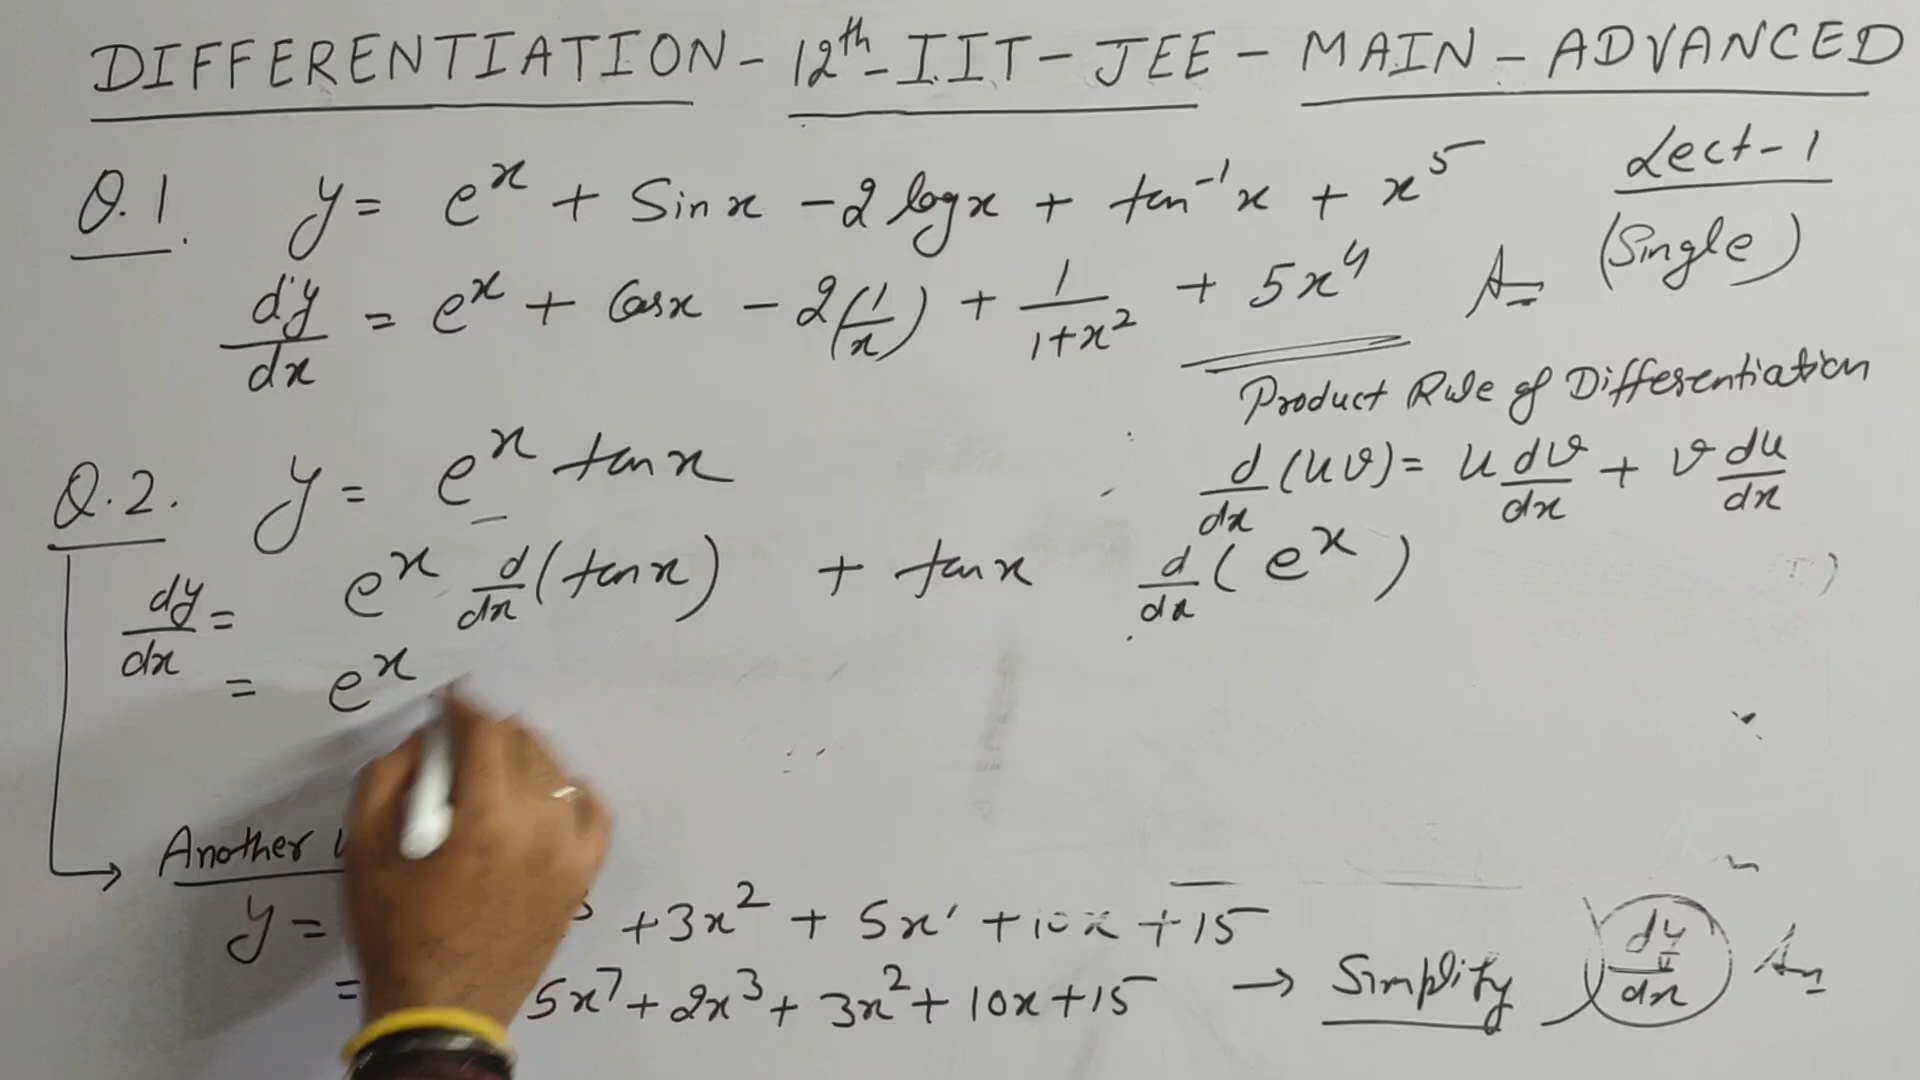 DIFFERENTIATION - 12th - IIT - JEE - MAIN - ADVANCED
Lect-1
(Single)
Q.1. y = e^x + Sin x - 2 log x + tan^-1 x + x^5
dy/dx = e^x + Cos x - 2(1/x) + 1/(1+x^2) + 5x^4 A
Product Rule of Differentiation
d/dx (uv) = u dv/dx + v du/dx
Q.2. y = e^x tan x
dy/dx = e^x d/dx (tan x) + tan x d/dx (e^x)
= e^x
Another
y = + 3x^2 + 5x' + 10x + 15
= 5x^7 + 2x^3 + 3x^2 + 10x + 15 → Simplify dy/dx An